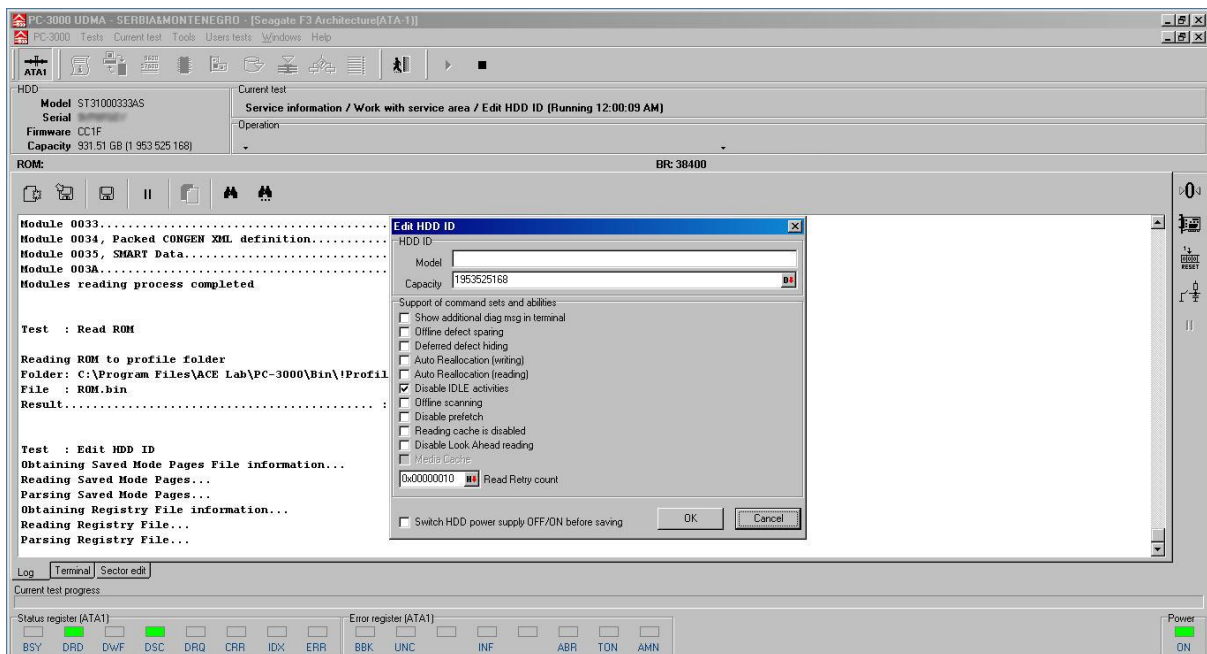 PC-3000 UDMA - SERBIA&MONTENEGRO - [Seagate F3 Architecture(ATA-1)]
PC-3000 Tests Current test Tools Users tests Windows Help
ATA1
HDD
Model ST31000333AS
Serial
Firmware CC1F
Capacity 931.51 GB (1 953 525 168)
Current test
Service information / Work with service area / Edit HDD ID (Running 12:00:09 AM)
Operation
ROM:
BR: 38400
Module 0033........................................
Module 0034, Packed CONGEN XML definition...........
Module 0035, SMART Data.............................
Module 003A........................................
Modules reading process completed
Test : Read ROM
Reading ROM to profile folder
Folder: C:\Program Files\ACE Lab\PC-3000\Bin\!Profil
File : ROM.bin
Result...................................... :
Test : Edit HDD ID
Obtaining Saved Mode Pages File information...
Reading Saved Mode Pages...
Parsing Saved Mode Pages...
Obtaining Registry File information...
Reading Registry File...
Parsing Registry File...
Edit HDD ID
HDD ID
Model
Capacity 1953525168 D
Support of command sets and abilities
Show additional diag msg in terminal
Offline defect sparing
Deferred defect hiding
Auto Reallocation (writing)
Auto Reallocation (reading)
Disable IDLE activities
Offline scanning
Disable prefetch
Reading cache is disabled
Disable Look Ahead reading
Media Cache
0x00000010 H Read Retry count
Switch HDD power supply OFF/ON before saving
OK Cancel
RESET
Log Terminal Sector edit
Current test progress
Status register (ATA1)
BSY DRD DWF DSC DRQ CRR IDX ERR
Error register (ATA1)
BBK UNC INF ABR TON AMN
Power
ON